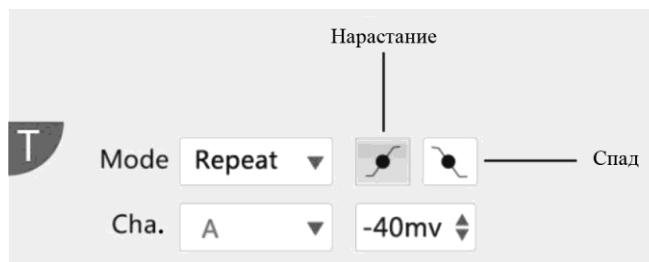 Нарастание
T
Mode Repeat
Спад
Cha. A -40mv